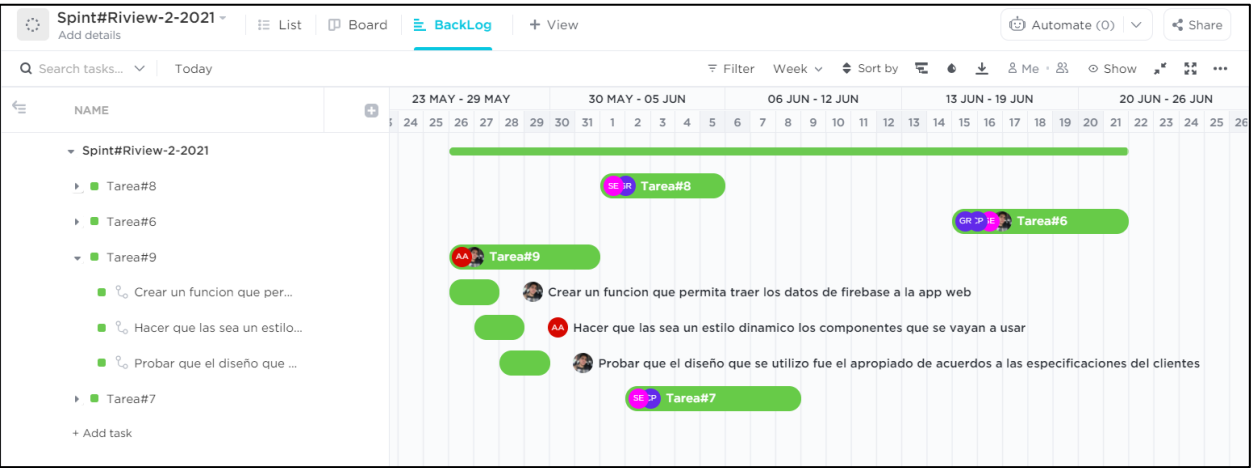 Spint#Riview-2-2021
Add details
List
Board
BackLog
+ View
Automate (0)
Share
Search tasks...
Today
Filter
Week
Sort by
Me
Show
NAME
23 MAY - 29 MAY
30 MAY - 05 JUN
06 JUN - 12 JUN
13 JUN - 19 JUN
20 JUN - 26 JUN
24 25 26 27 28 29 30 31 1 2 3 4 5 6 7 8 9 10 11 12 13 14 15 16 17 18 19 20 21 22 23 24 25 26
Spint#Riview-2-2021
Tarea#8
SE GR Tarea#8
Tarea#6
GR CP SE Tarea#6
Tarea#9
AA Tarea#9
Crear un funcion que per...
Crear un funcion que permita traer los datos de firebase a la app web
Hacer que las sea un estilo...
AA Hacer que las sea un estilo dinamico los componentes que se vayan a usar
Probar que el diseño que ...
Probar que el diseño que se utilizo fue el apropiado de acuerdos a las especificaciones del clientes
Tarea#7
SE CP Tarea#7
+ Add task